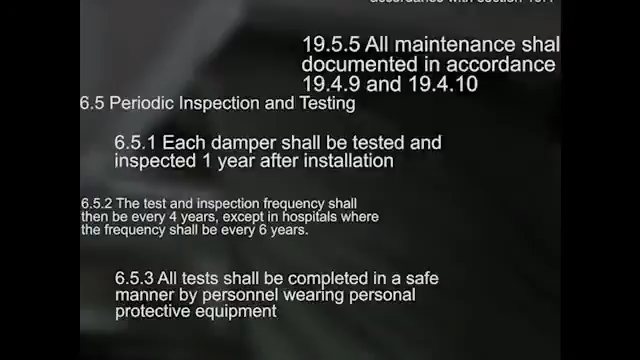 19.5.5 All maintenance shal
documented in accordance
19.4.9 and 19.4.10
6.5 Periodic Inspection and Testing
6.5.1 Each damper shall be tested and
inspected 1 year after installation
6.5.2 The test and inspection frequency shall
then be every 4 years, except in hospitals where
the frequency shall be every 6 years.
6.5.3 All tests shall be completed in a safe
manner by personnel wearing personal
protective equipment